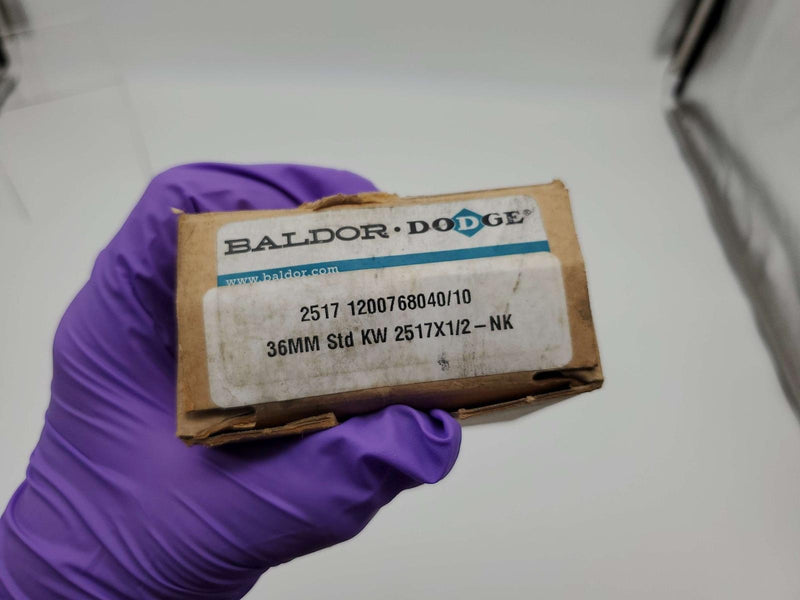 BALDOR · DODGE®
www.baldor.com
2517 1200768040/10
36MM Std KW 2517X1/2-NK